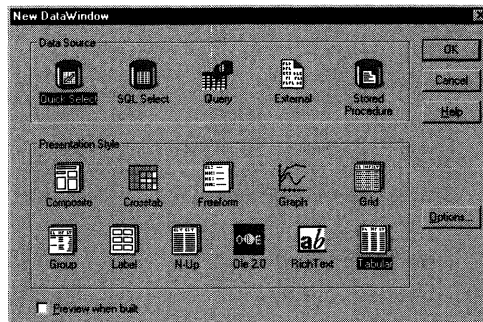 New DataWindow
Data Source
Quick Select SQL Select Query External Stored Procedure
OK
Cancel
Help
Presentation Style
Composite Crosstab Freeform Graph Grid
Options...
Group Label N-Up Ole 2.0 RichText Tabular
Preview when built